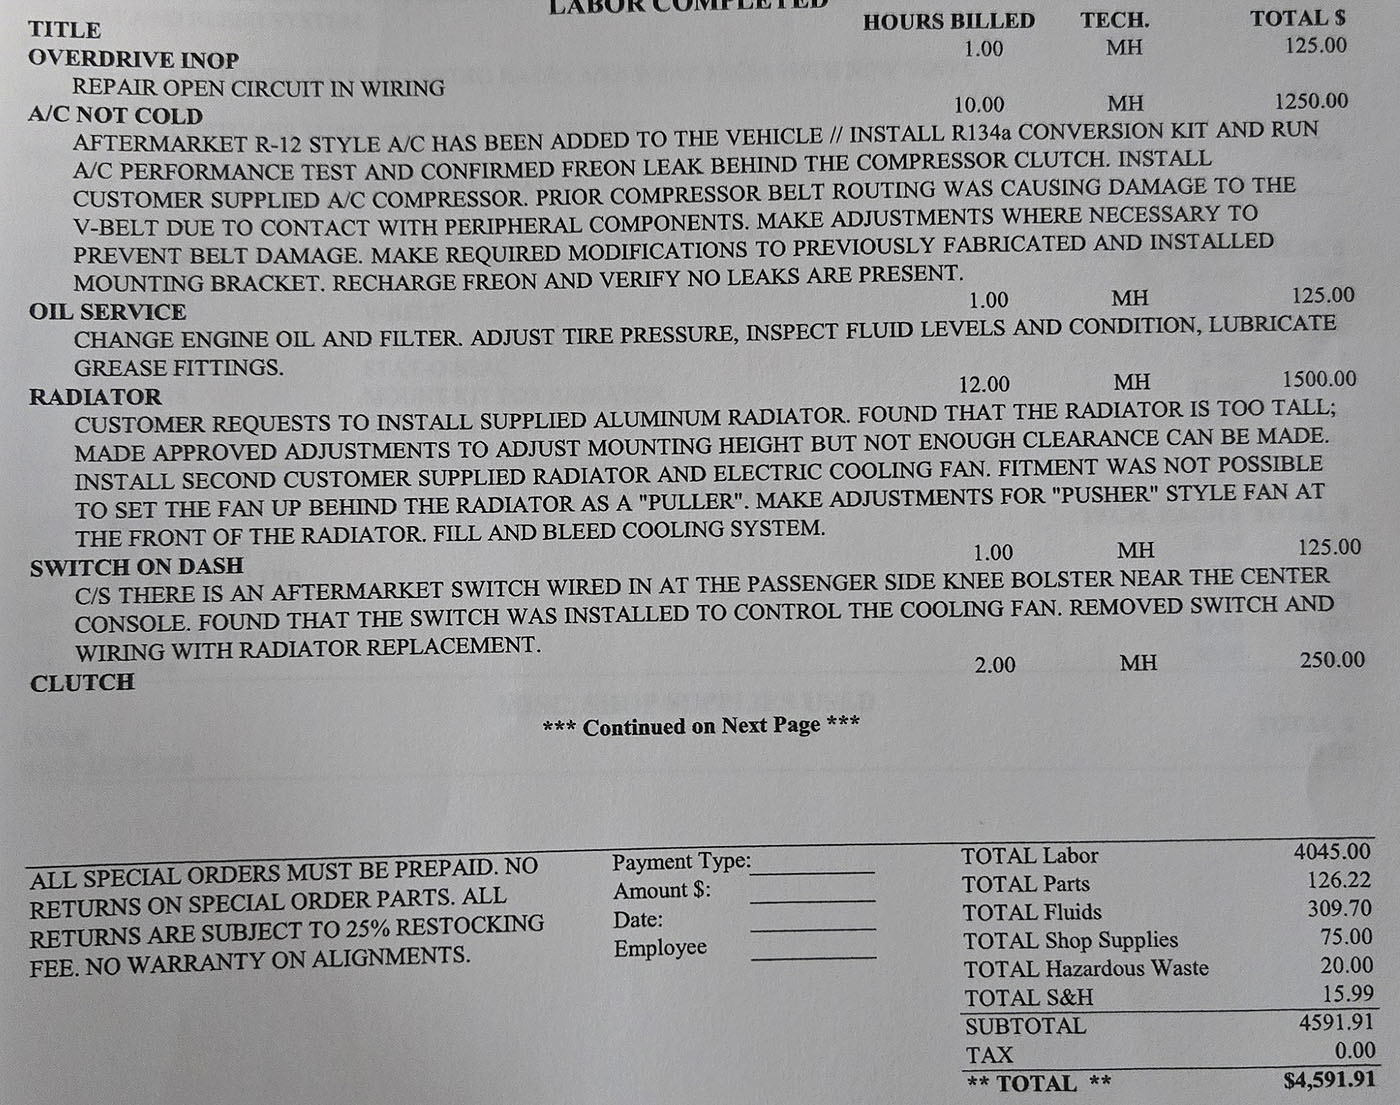 LABOR COMPLETED
TITLE HOURS BILLED TECH. TOTAL $
OVERDRIVE INOP 1.00 MH 125.00
REPAIR OPEN CIRCUIT IN WIRING
A/C NOT COLD 10.00 MH 1250.00
AFTERMARKET R-12 STYLE A/C HAS BEEN ADDED TO THE VEHICLE // INSTALL R134a CONVERSION KIT AND RUN
A/C PERFORMANCE TEST AND CONFIRMED FREON LEAK BEHIND THE COMPRESSOR CLUTCH. INSTALL
CUSTOMER SUPPLIED A/C COMPRESSOR. PRIOR COMPRESSOR BELT ROUTING WAS CAUSING DAMAGE TO THE
V-BELT DUE TO CONTACT WITH PERIPHERAL COMPONENTS. MAKE ADJUSTMENTS WHERE NECESSARY TO
PREVENT BELT DAMAGE. MAKE REQUIRED MODIFICATIONS TO PREVIOUSLY FABRICATED AND INSTALLED
MOUNTING BRACKET. RECHARGE FREON AND VERIFY NO LEAKS ARE PRESENT.
OIL SERVICE 1.00 MH 125.00
CHANGE ENGINE OIL AND FILTER. ADJUST TIRE PRESSURE, INSPECT FLUID LEVELS AND CONDITION, LUBRICATE
GREASE FITTINGS.
RADIATOR 12.00 MH 1500.00
CUSTOMER REQUESTS TO INSTALL SUPPLIED ALUMINUM RADIATOR. FOUND THAT THE RADIATOR IS TOO TALL;
MADE APPROVED ADJUSTMENTS TO ADJUST MOUNTING HEIGHT BUT NOT ENOUGH CLEARANCE CAN BE MADE.
INSTALL SECOND CUSTOMER SUPPLIED RADIATOR AND ELECTRIC COOLING FAN. FITMENT WAS NOT POSSIBLE
TO SET THE FAN UP BEHIND THE RADIATOR AS A "PULLER". MAKE ADJUSTMENTS FOR "PUSHER" STYLE FAN AT
THE FRONT OF THE RADIATOR. FILL AND BLEED COOLING SYSTEM.
SWITCH ON DASH 1.00 MH 125.00
C/S THERE IS AN AFTERMARKET SWITCH WIRED IN AT THE PASSENGER SIDE KNEE BOLSTER NEAR THE CENTER
CONSOLE. FOUND THAT THE SWITCH WAS INSTALLED TO CONTROL THE COOLING FAN. REMOVED SWITCH AND
WIRING WITH RADIATOR REPLACEMENT.
CLUTCH 2.00 MH 250.00
*** Continued on Next Page ***
ALL SPECIAL ORDERS MUST BE PREPAID. NO
RETURNS ON SPECIAL ORDER PARTS. ALL
RETURNS ARE SUBJECT TO 25% RESTOCKING
FEE. NO WARRANTY ON ALIGNMENTS.
Payment Type:
Amount $:
Date:
Employee
TOTAL Labor 4045.00
TOTAL Parts 126.22
TOTAL Fluids 309.70
TOTAL Shop Supplies 75.00
TOTAL Hazardous Waste 20.00
TOTAL S&H 15.99
SUBTOTAL 4591.91
TAX 0.00
** TOTAL ** $4,591.91